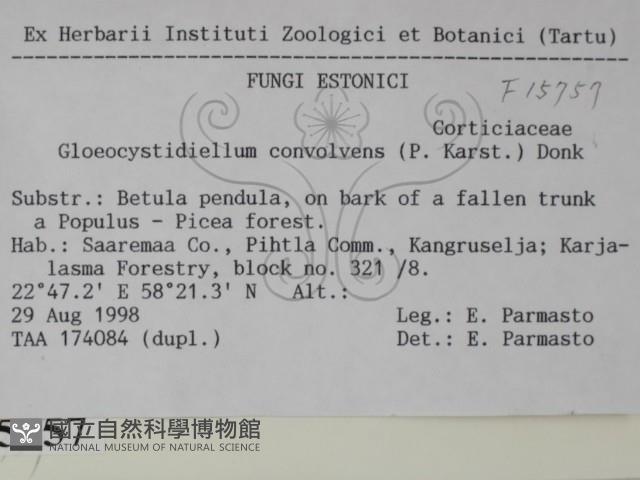 Ex Herbarii Instituti Zoologici et Botanici (Tartu)
FUNGI ESTONICI
F15757
Corticiaceae
Gloeocystidiellum convolvens (P. Karst.) Donk
Substr.: Betula pendula, on bark of a fallen trunk
a Populus - Picea forest.
Hab.: Saaremaa Co., Pihtla Comm., Kangruselja; Karja-
lasma Forestry, block no. 321 /8.
22°47.2' E 58°21.3' N Alt.:
29 Aug 1998 Leg.: E. Parmasto
TAA 174084 (dupl.) Det.: E. Parmasto
國立自然科學博物館
NATIONAL MUSEUM OF NATURAL SCIENCE